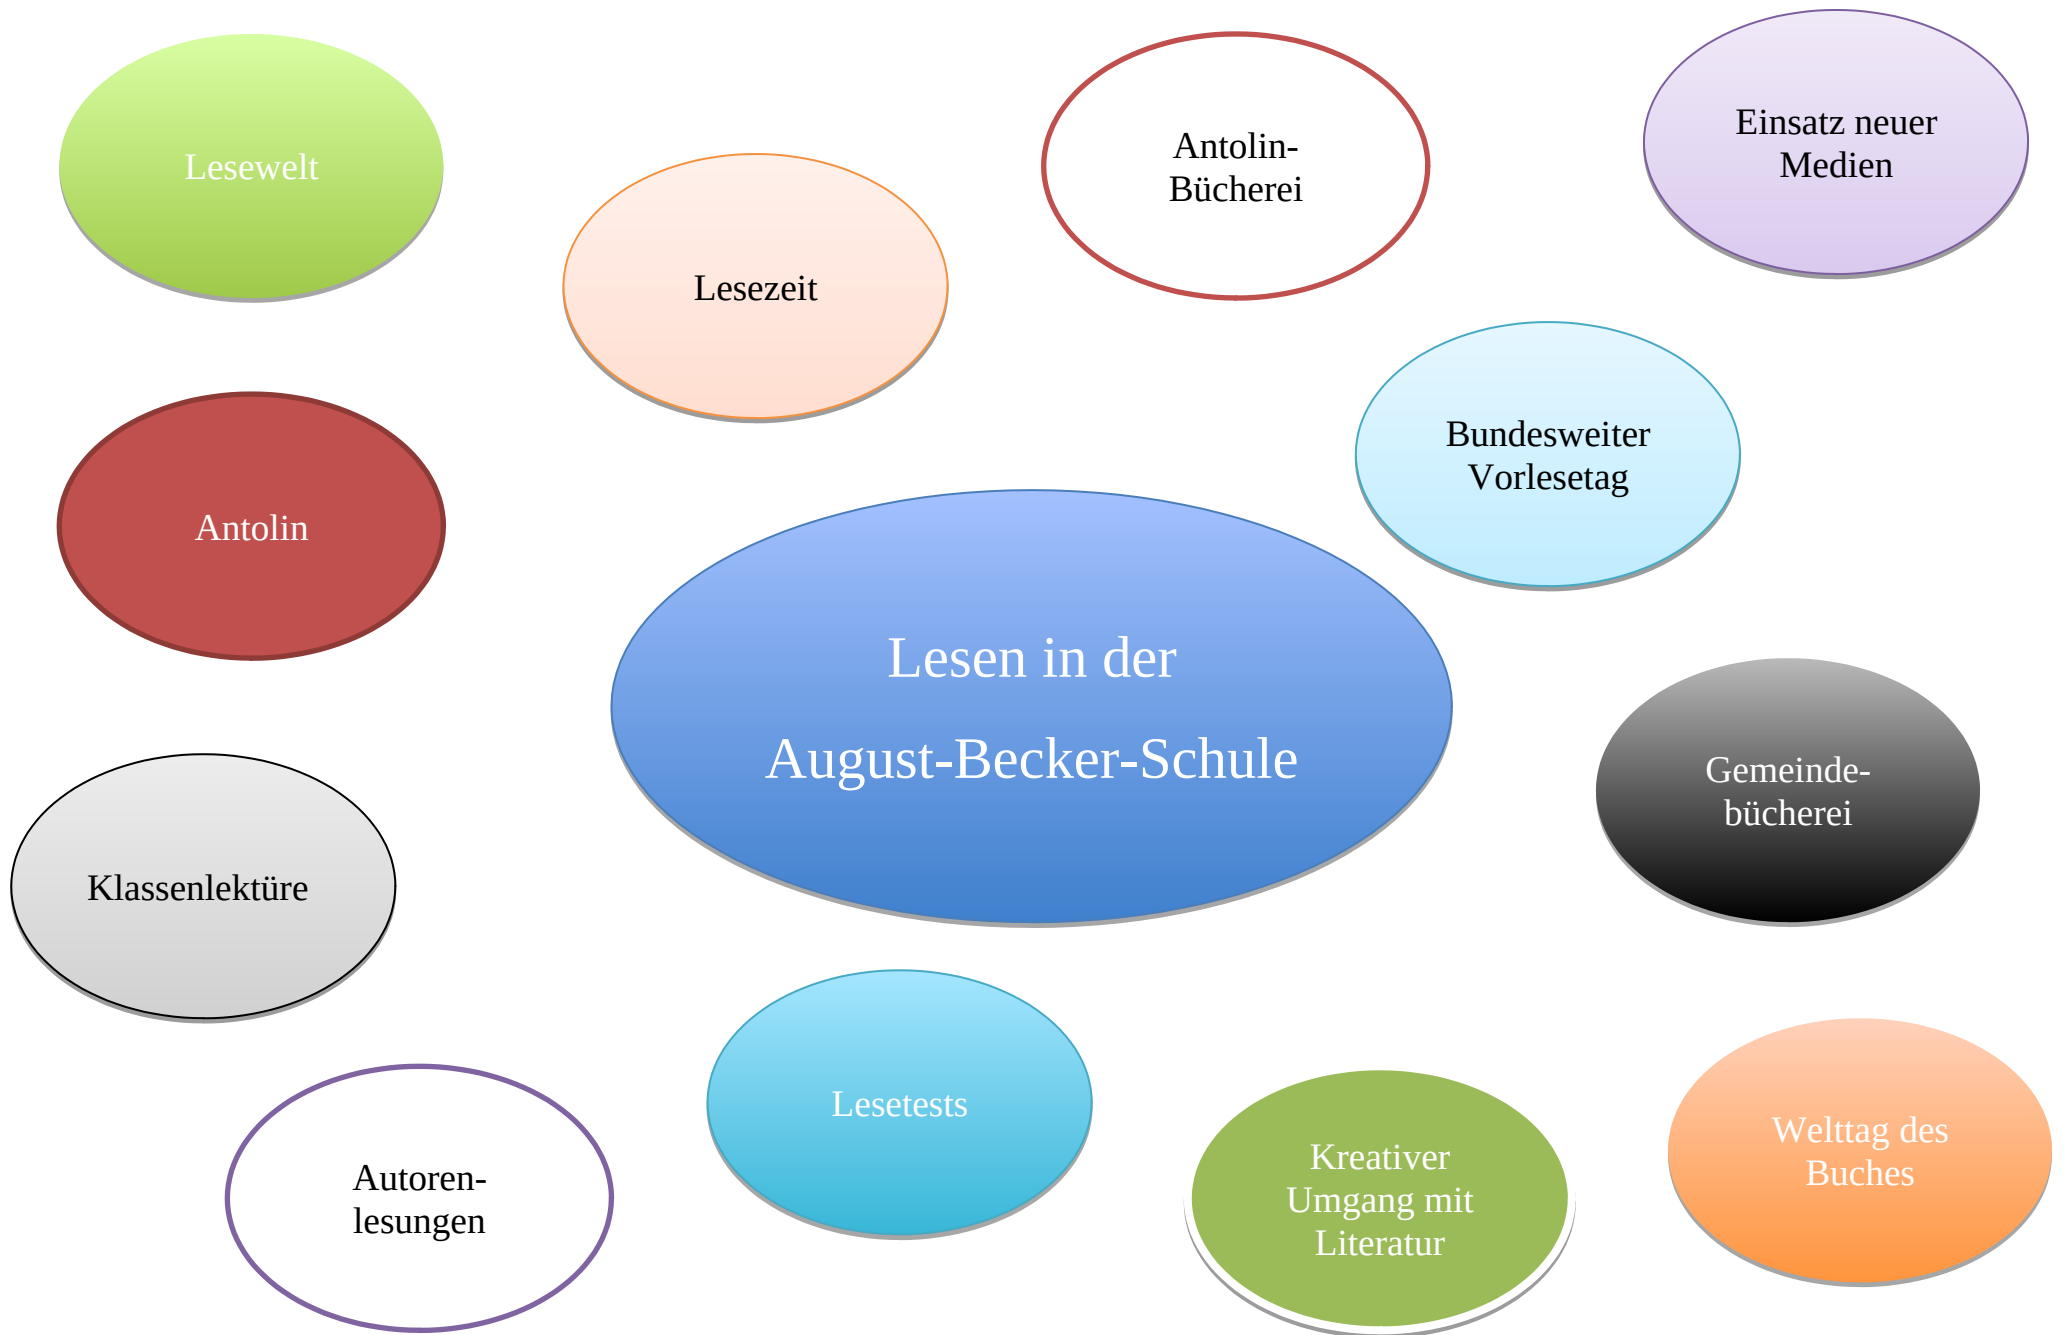 Lesewelt
Lesezeit
Antolin-
Bücherei
Einsatz neuer
Medien
Antolin
Bundesweiter
Vorlesetag
Lesen in der
August-Becker-Schule
Gemeinde-
bücherei
Klassenlektüre
Lesetests
Autoren-
lesungen
Kreativer
Umgang mit
Literatur
Welttag des
Buches